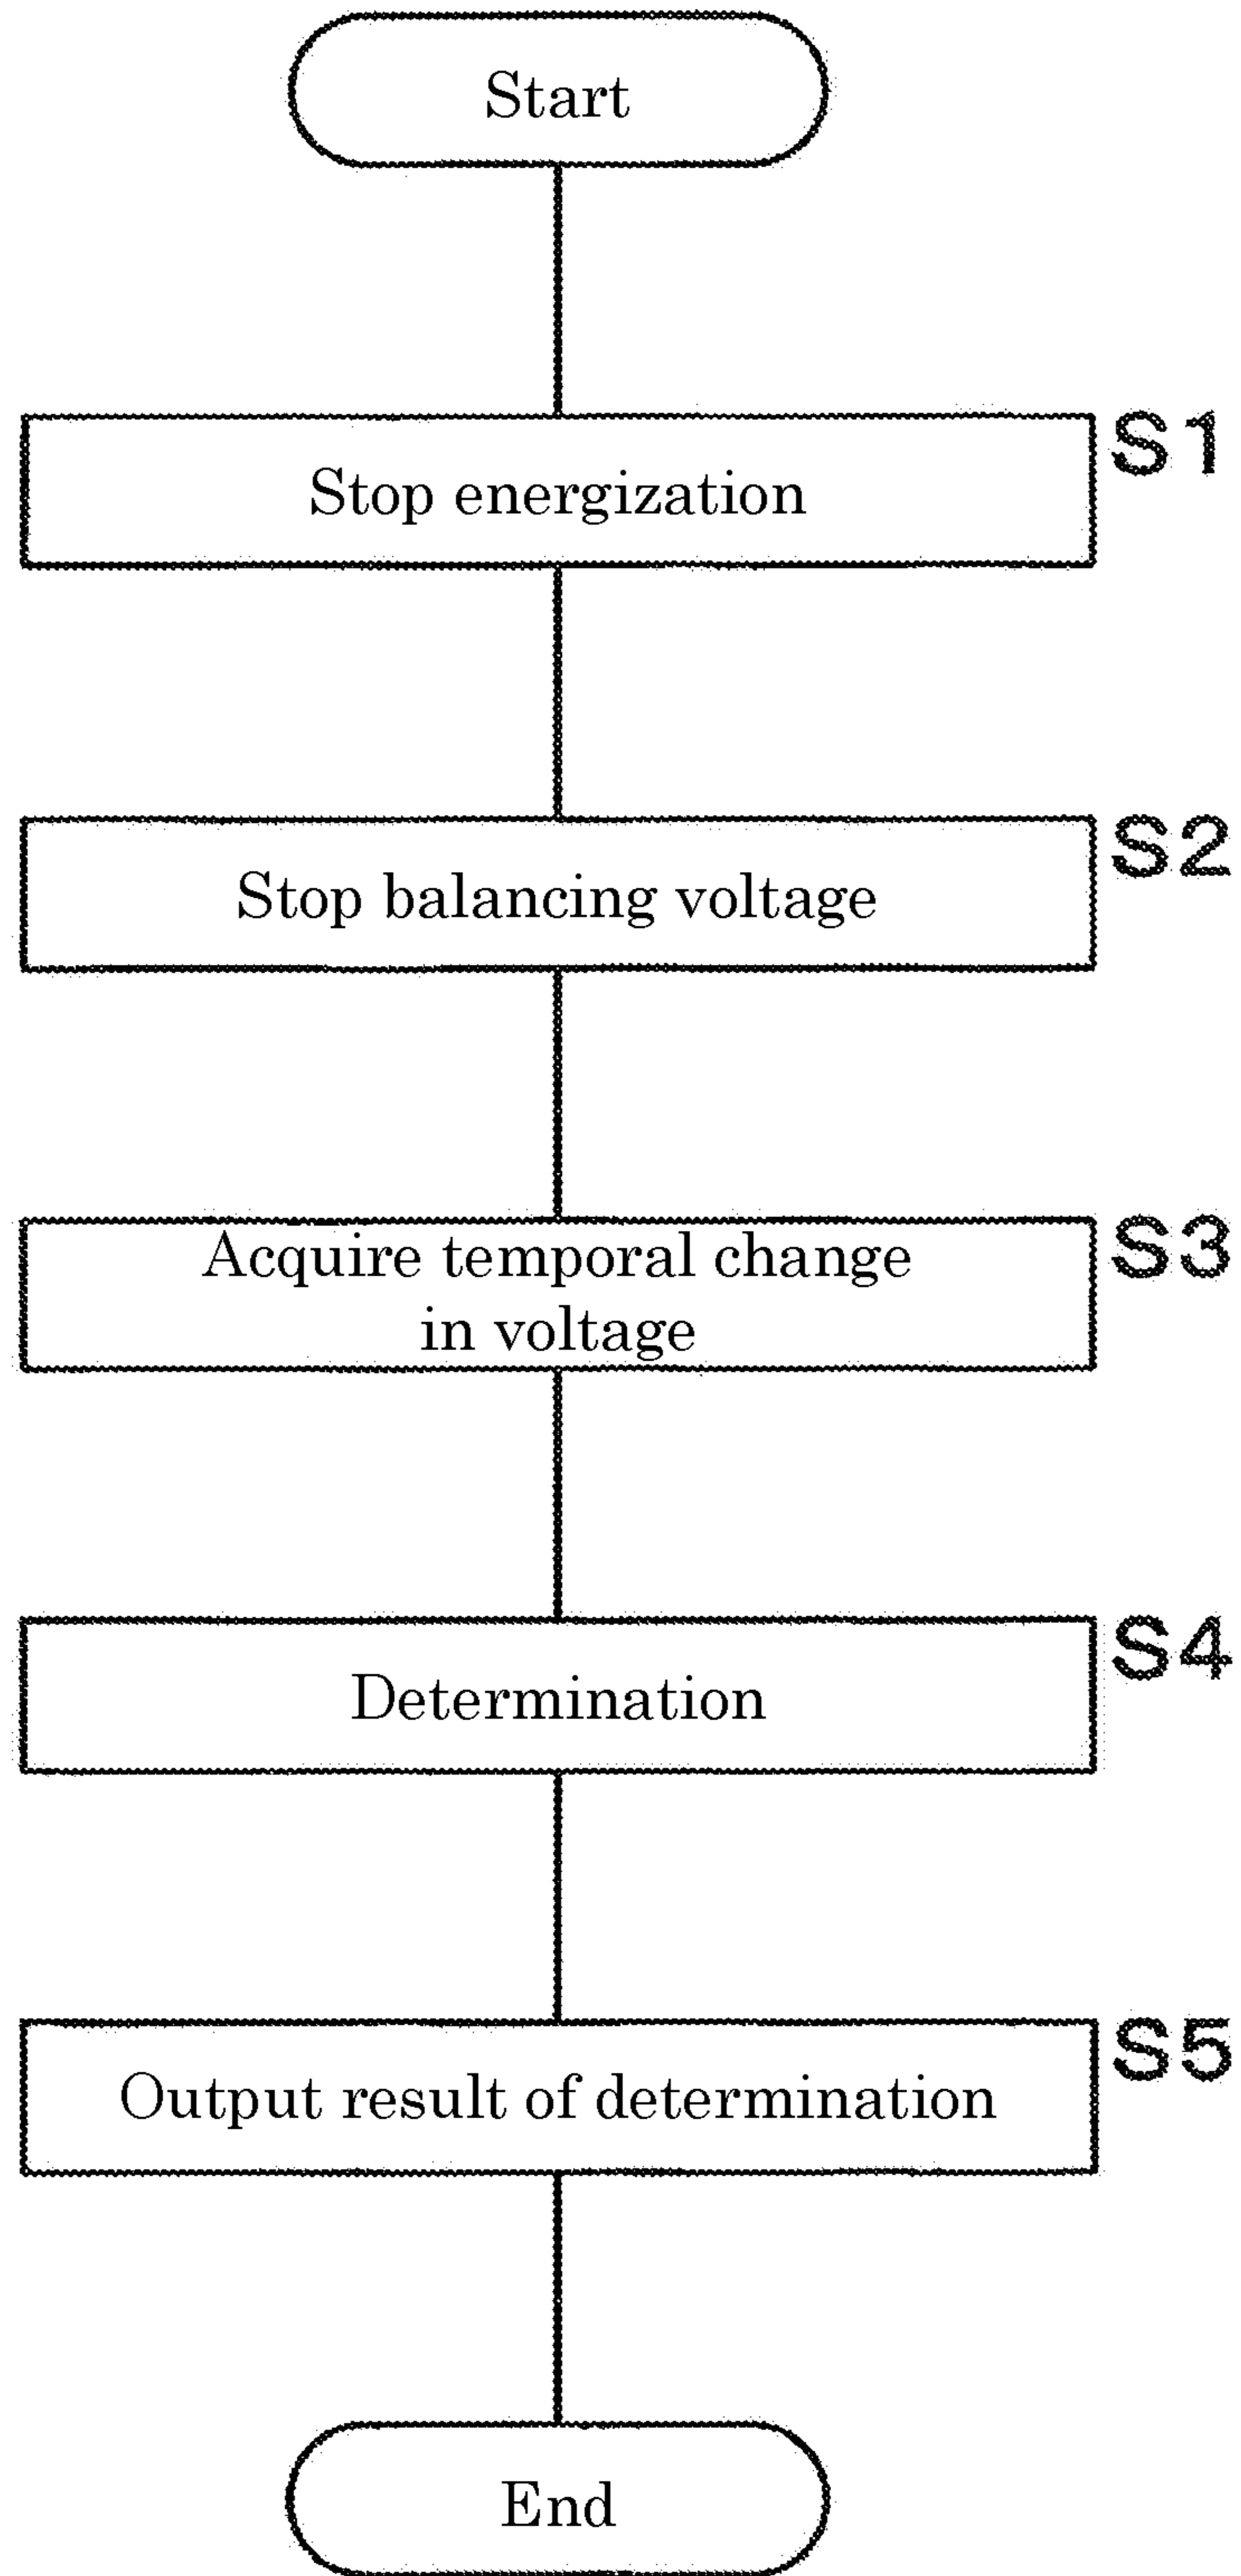 Start
Stop energization
S1
Stop balancing voltage
S2
Acquire temporal change
in voltage
S3
Determination
S4
Output result of determination
S5
End